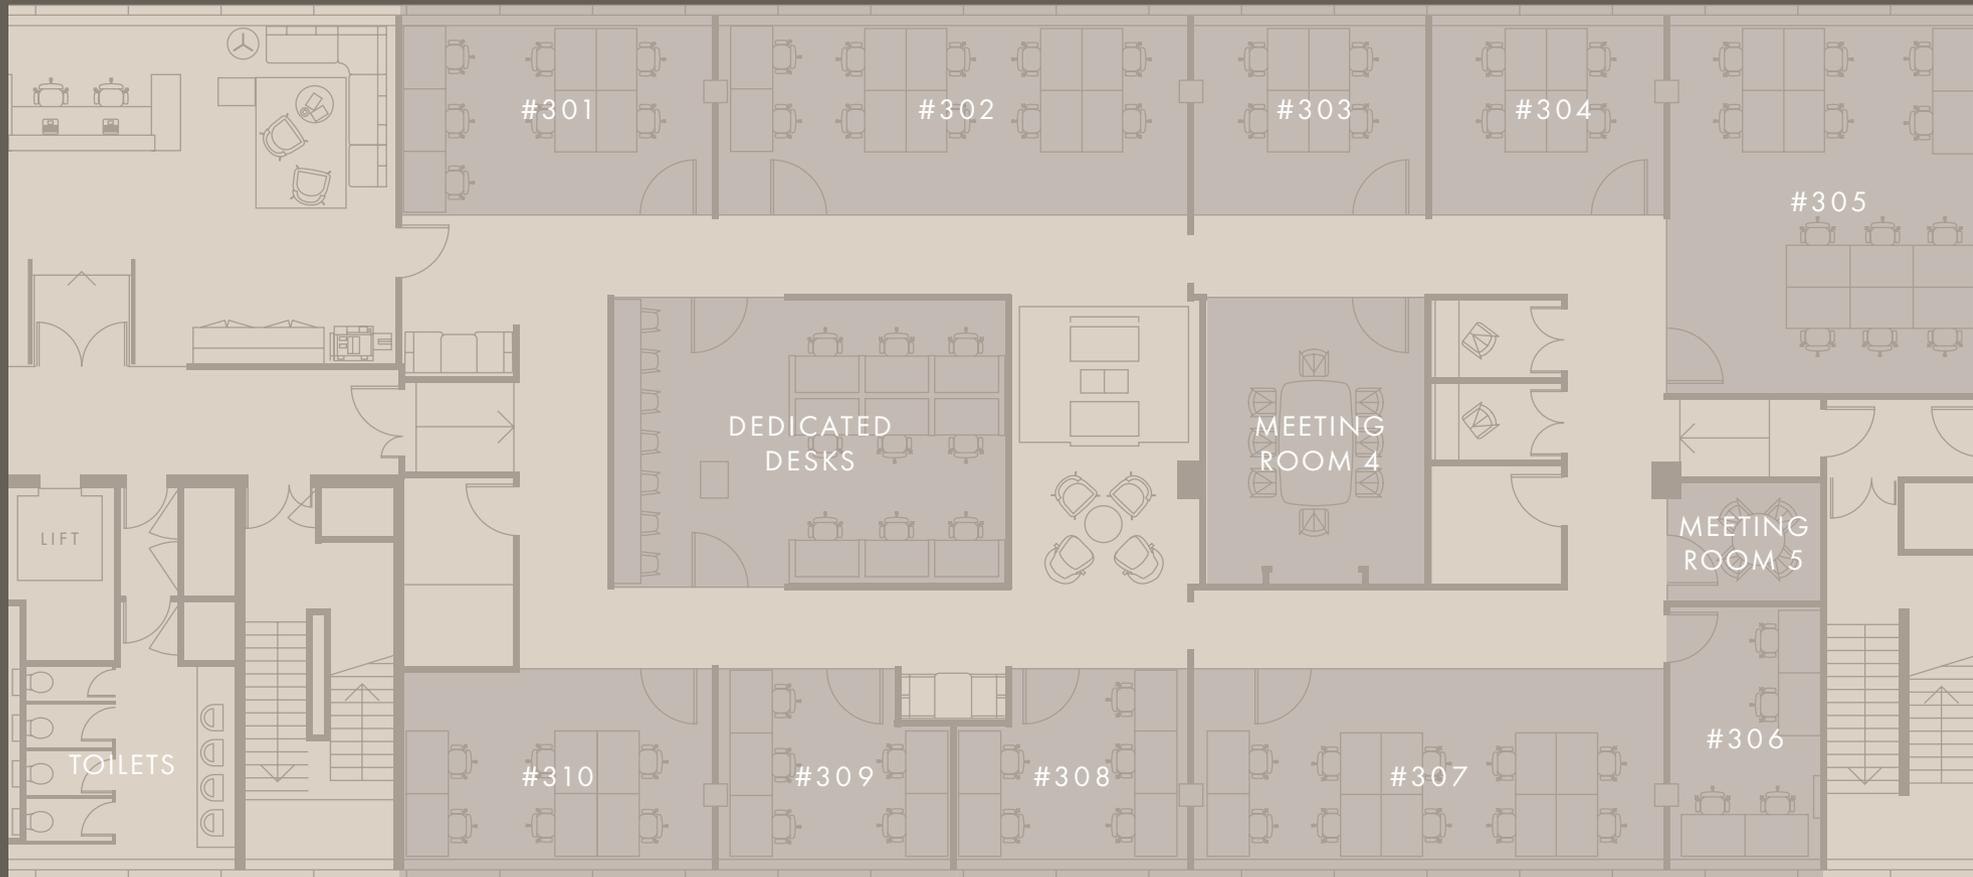 #301
#302
#303
#304
#305
DEDICATED
DESKS
MEETING
ROOM 4
LIFT
MEETING
ROOM 5
TOILETS
#310
#309
#308
#307
#306